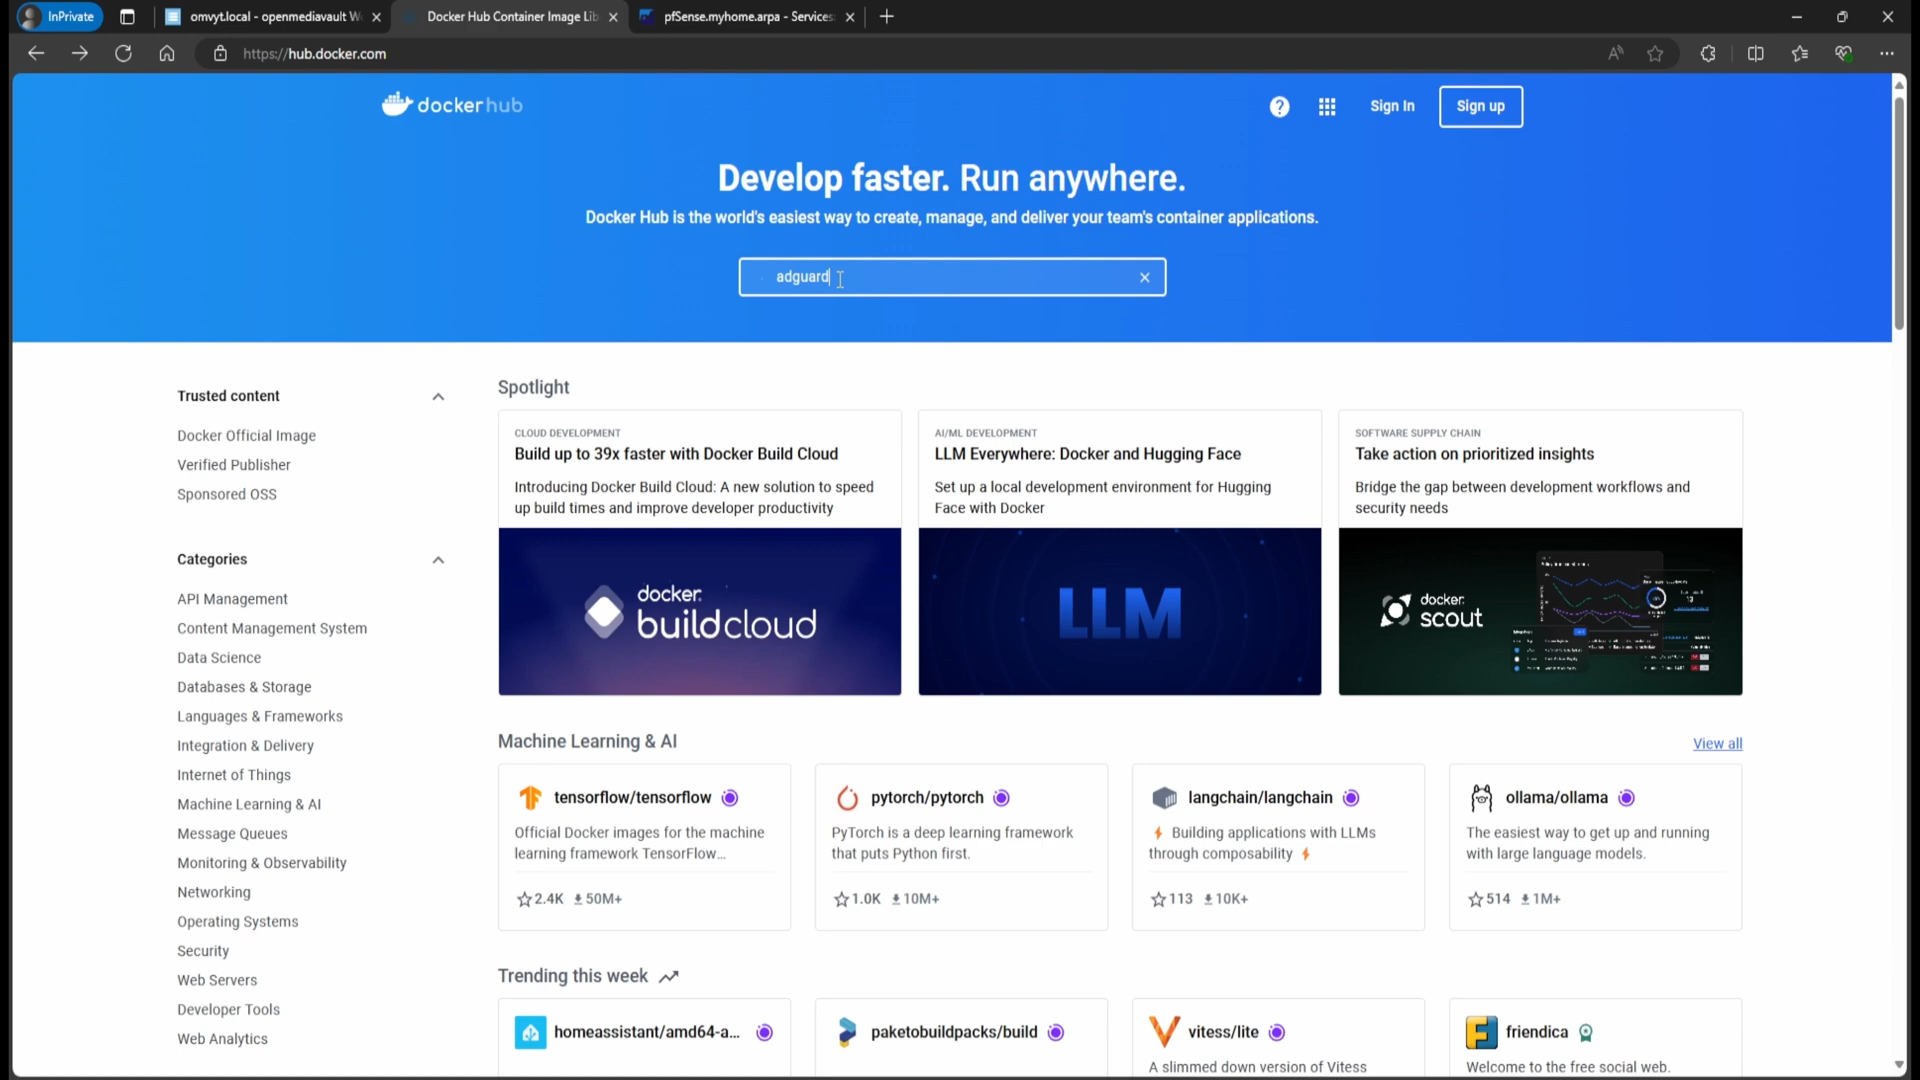 InPrivate
omvyt.local - openmediavault W
Docker Hub Container Image Lib
pfSense.myhome.arpa - Services:
https://hub.docker.com
dockerhub
?
Sign In
Sign up
Develop faster. Run anywhere.
Docker Hub is the world's easiest way to create, manage, and deliver your team's container applications.
adguard
Trusted content
Docker Official Image
Verified Publisher
Sponsored OSS
Categories
API Management
Content Management System
Data Science
Databases & Storage
Languages & Frameworks
Integration & Delivery
Internet of Things
Machine Learning & AI
Message Queues
Monitoring & Observability
Networking
Operating Systems
Security
Web Servers
Developer Tools
Web Analytics
Spotlight
CLOUD DEVELOPMENT
Build up to 39x faster with Docker Build Cloud
Introducing Docker Build Cloud: A new solution to speed
up build times and improve developer productivity
docker
buildcloud
AI/ML DEVELOPMENT
LLM Everywhere: Docker and Hugging Face
Set up a local development environment for Hugging
Face with Docker
LLM
SOFTWARE SUPPLY CHAIN
Take action on prioritized insights
Bridge the gap between development workflows and
security needs
docker
scout
Machine Learning & AI
View all
tensorflow/tensorflow
Official Docker images for the machine
learning framework TensorFlow...
2.4K 50M+
pytorch/pytorch
PyTorch is a deep learning framework
that puts Python first.
1.0K 10M+
langchain/langchain
Building applications with LLMs
through composability
113 10K+
ollama/ollama
The easiest way to get up and running
with large language models.
514 1M+
Trending this week
homeassistant/amd64-a...
paketobuildpacks/build
vitess/lite
A slimmed down version of Vitess
friendica
Welcome to the free social web.